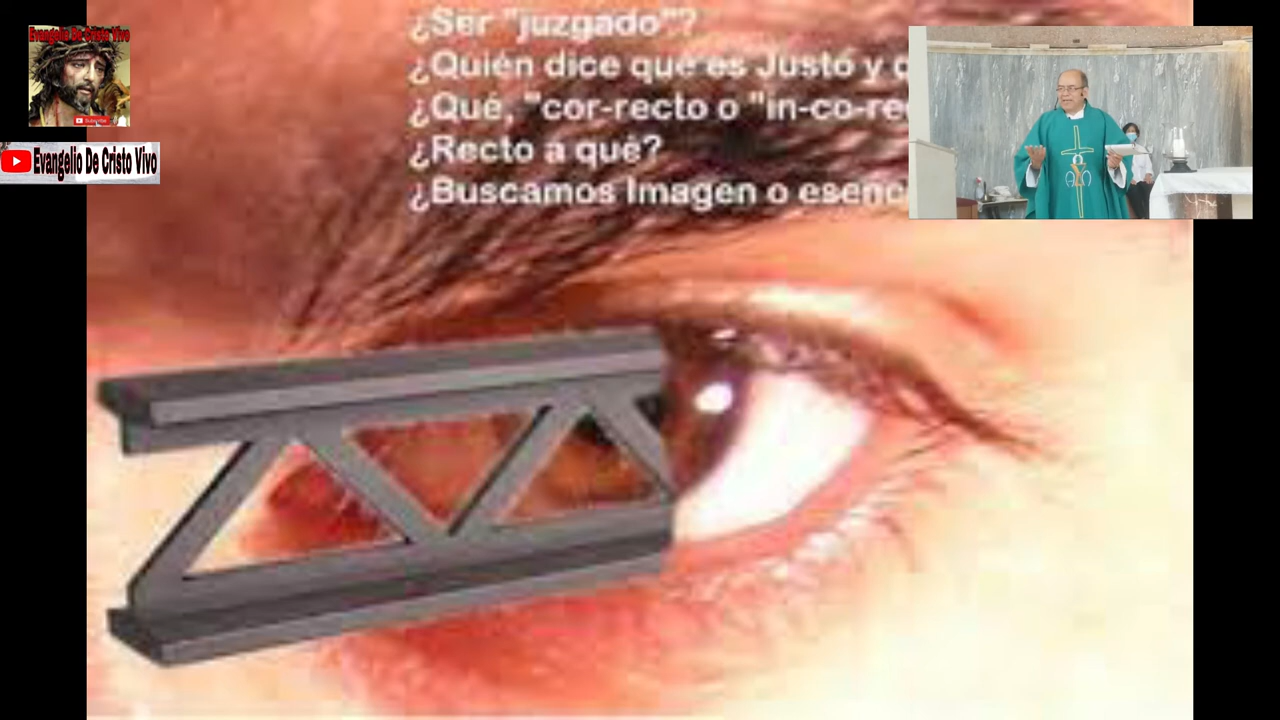 Evangelio De Cristo Vivo
Subscribe
Evangelio De Cristo Vivo
¿Ser "juzgado"?
¿Quién dice que es Justo y
¿Qué, "cor-recto o "in-co-re
¿Recto a qué?
¿Buscamos Imagen o esenc